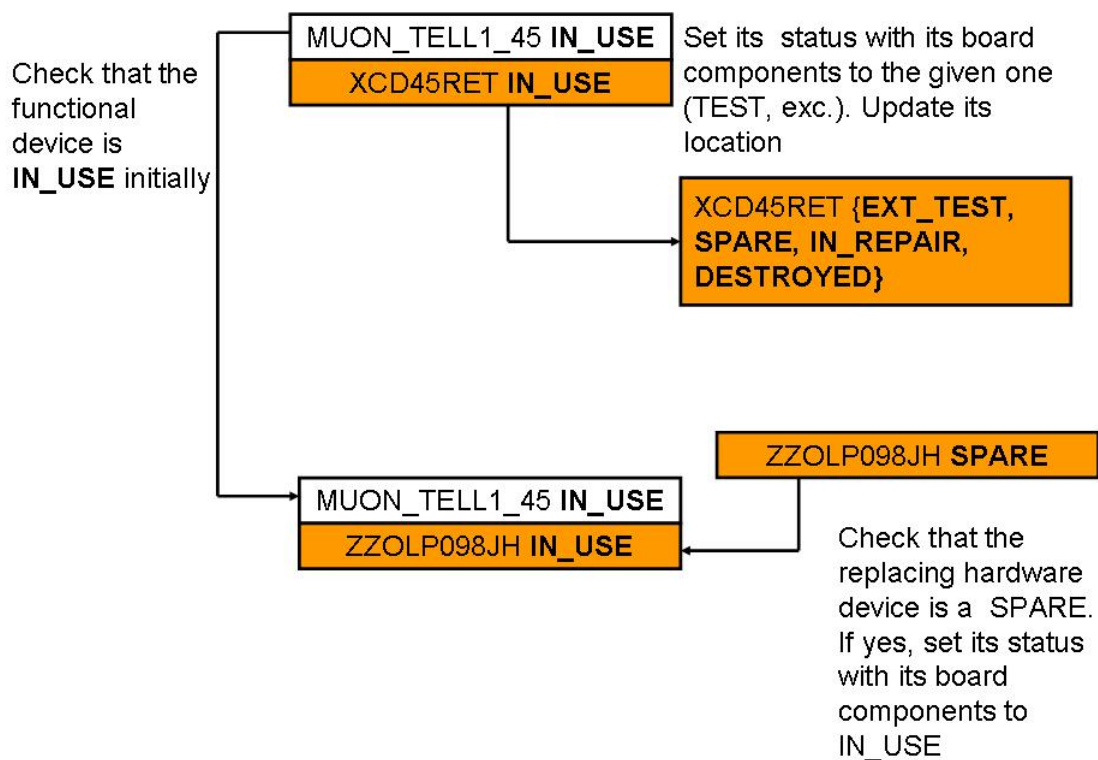 MUON_TELL1_45 IN_USE
XCD45RET IN_USE
Set its status with its board
components to the given one
(TEST, exc.). Update its
location
Check that the
functional
device is
IN_USE initially
XCD45RET {EXT_TEST,
SPARE, IN_REPAIR,
DESTROYED}
ZZOLP098JH SPARE
MUON_TELL1_45 IN_USE
ZZOLP098JH IN_USE
Check that the
replacing hardware
device is a SPARE.
If yes, set its status
with its board
components to
IN_USE